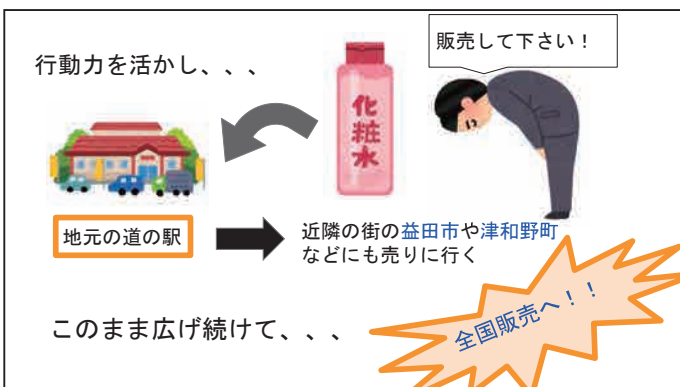 販売して下さい！
行動力を活かし、、、
化粧水
地元の道の駅
近隣の街の益田市や津和野町
などにも売りに行く
全国販売へ！！
このまま広げ続けて、、、